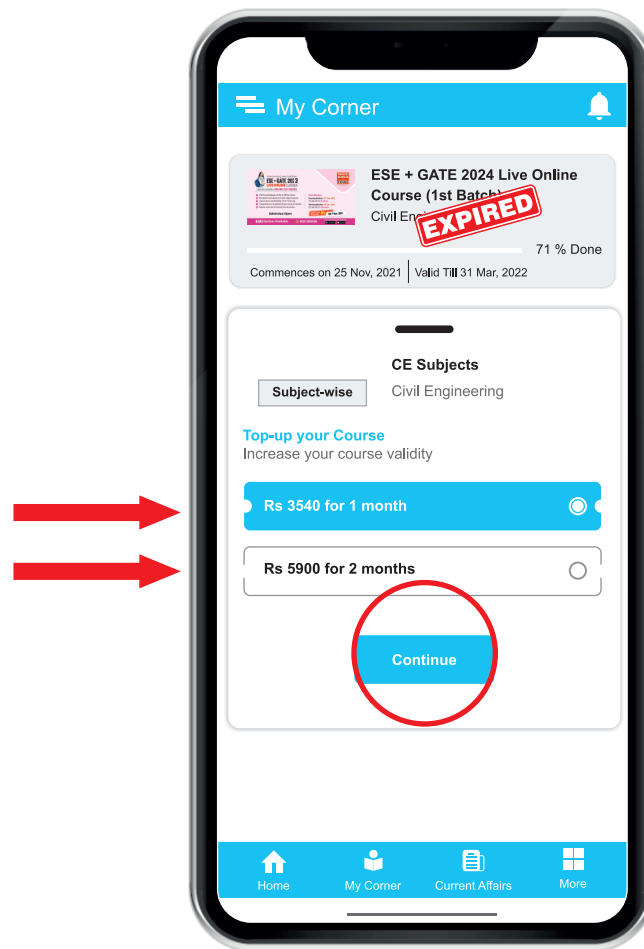 My Corner
ESE + GATE 2024 Live Online
Course (1st Batch)
Civil
EXPIRED
71 % Done
Commences on 25 Nov, 2021 Valid Till 31 Mar, 2022
CE Subjects
Subject-wise
Civil Engineering
Top-up your Course
Increase your course validity
Rs 3540 for 1 month
Rs 5900 for 2 months
Continue
Home My Corner Current Affairs More